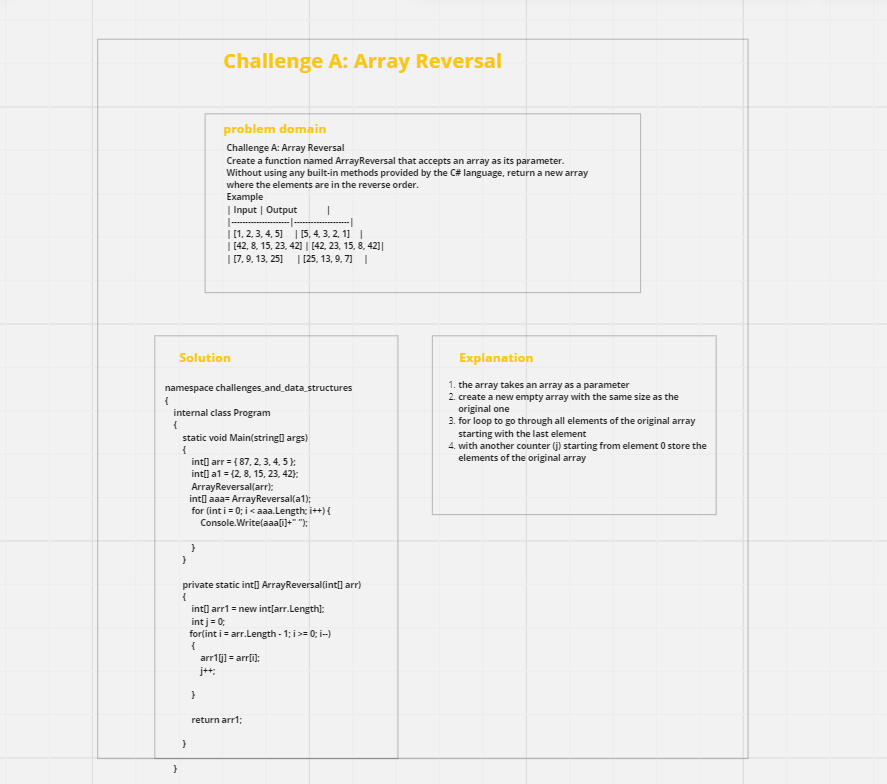 Challenge A: Array Reversal
problem domain
Challenge A: Array Reversal
Create a function named ArrayReversal that accepts an array as its parameter.
Without using any built-in methods provided by the C# language, return a new array
where the elements are in the reverse order.
Example
| Input | Output |
|---------------------|--------------------|
| [1, 2, 3, 4, 5] | [5, 4, 3, 2, 1] |
| [42, 8, 15, 23, 42] | [42, 23, 15, 8, 42]|
| [7, 9, 13, 25] | [25, 13, 9, 7] |
Solution
namespace challenges_and_data_structures
{
internal class Program
{
static void Main(string[] args)
{
int[] arr = { 87, 2, 3, 4, 5 };
int[] a1 = {2, 8, 15, 23, 42};
ArrayReversal(arr);
int[] aaa= ArrayReversal(a1);
for (int i = 0; i < aaa.Length; i++) {
Console.Write(aaa[i]+" ");
}
}
private static int[] ArrayReversal(int[] arr)
{
int[] arr1 = new int[arr.Length];
int j = 0;
for(int i = arr.Length - 1; i >= 0; i--)
{
arr1[j] = arr[i];
j++;
}
return arr1;
}
}
Explanation
1. the array takes an array as a parameter
2. create a new empty array with the same size as the
original one
3. for loop to go through all elements of the original array
starting with the last element
4. with another counter (j) starting from element 0 store the
elements of the original array